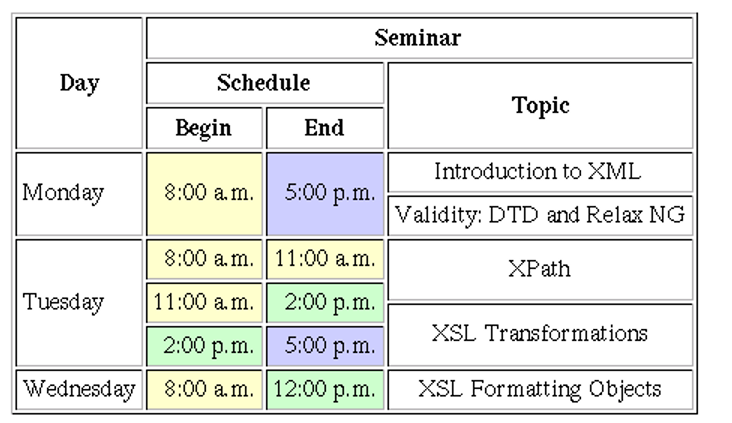 Day
Seminar
Schedule
Topic
Begin
End
Monday
8:00 a.m.
5:00 p.m.
Introduction to XML
Validity: DTD and Relax NG
Tuesday
8:00 a.m.
11:00 a.m.
XPath
11:00 a.m.
2:00 p.m.
XSL Transformations
2:00 p.m.
5:00 p.m.
Wednesday
8:00 a.m.
12:00 p.m.
XSL Formatting Objects